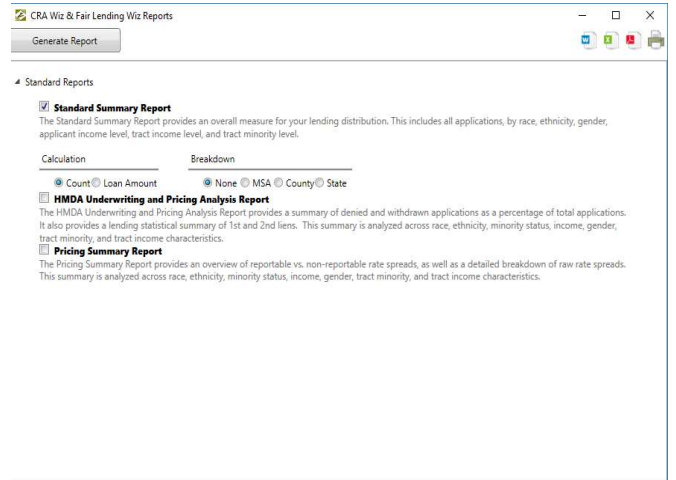 CRA Wiz & Fair Lending Wiz Reports
Generate Report
Standard Reports
Standard Summary Report
The Standard Summary Report provides an overall measure for your lending distribution. This includes all applications, by race, ethnicity, gender,
applicant income level, tract income level, and tract minority level.
Calculation Breakdown
Count Loan Amount None MSA County State
HMDA Underwriting and Pricing Analysis Report
The HMDA Underwriting and Pricing Analysis Report provides a summary of denied and withdrawn applications as a percentage of total applications.
It also provides a lending statistical summary of 1st and 2nd liens. This summary is analyzed across race, ethnicity, minority status, income, gender,
tract minority, and tract income characteristics.
Pricing Summary Report
The Pricing Summary Report provides an overview of reportable vs. non-reportable rate spreads, as well as a detailed breakdown of raw rate spreads.
This summary is analyzed across race, ethnicity, minority status, income, gender, tract minority, and tract income characteristics.